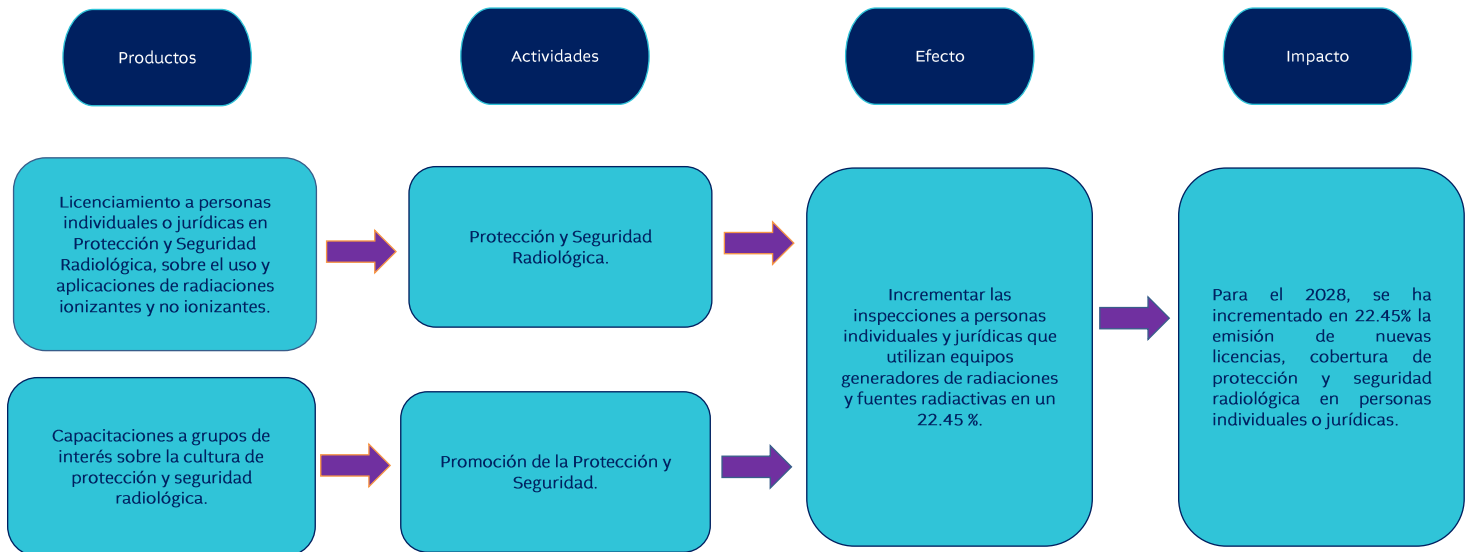 Productos
Actividades
Efecto
Impacto
Licenciamiento a personas
individuales o jurídicas en
Protección y Seguridad
Radiológica, sobre el uso y
aplicaciones de radiaciones
ionizantes y no ionizantes.
Protección y Seguridad
Radiológica.
Capacitaciones a grupos de
interés sobre la cultura de
protección y seguridad
radiológica.
Promoción de la Protección y
Seguridad.
Incrementar las
inspecciones a personas
individuales y jurídicas que
utilizan equipos
generadores de radiaciones
y fuentes radiactivas en un
22.45 %.
Para el 2028, se ha
incrementado en 22.45% la
emisión de nuevas
licencias, cobertura de
protección y seguridad
radiológica en personas
individuales o jurídicas.